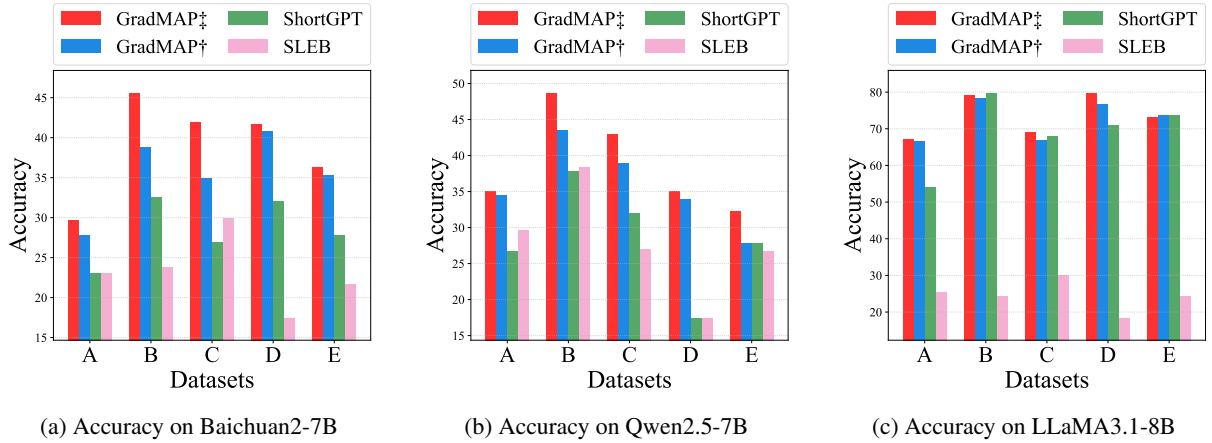 GradMAP‡ ShortGPT
GradMAP† SLEB
45
40
35
30
25
20
15
Accuracy
A B C D E
Datasets
(a) Accuracy on Baichuan2-7B
GradMAP‡ ShortGPT
GradMAP† SLEB
50
45
40
35
30
25
20
15
Accuracy
A B C D E
Datasets
(b) Accuracy on Qwen2.5-7B
GradMAP‡ ShortGPT
GradMAP† SLEB
80
70
60
50
40
30
20
Accuracy
A B C D E
Datasets
(c) Accuracy on LLaMA3.1-8B